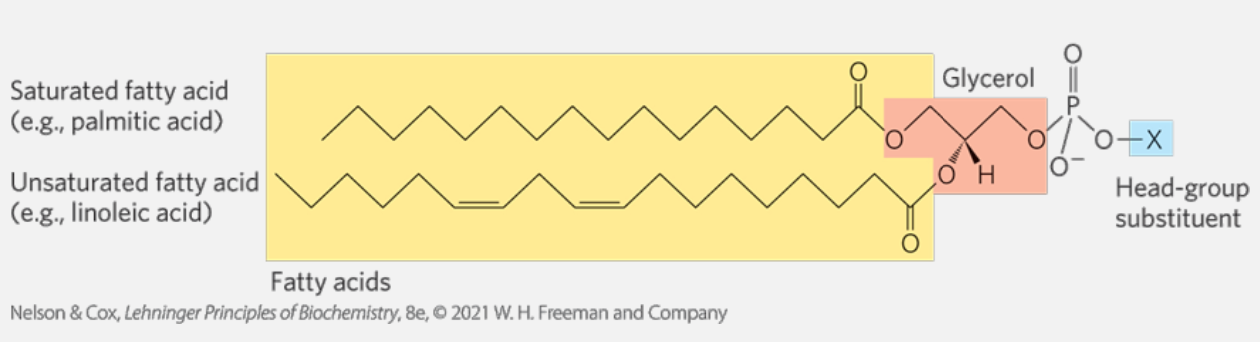 Saturated fatty acid
(e.g., palmitic acid)
Unsaturated fatty acid
(e.g., linoleic acid)
Fatty acids
O
Glycerol
O
P
O
O
O
X
O
H
O⁻
O
Head-group
substituent
Nelson & Cox, Lehninger Principles of Biochemistry, 8e, © 2021 W. H. Freeman and Company